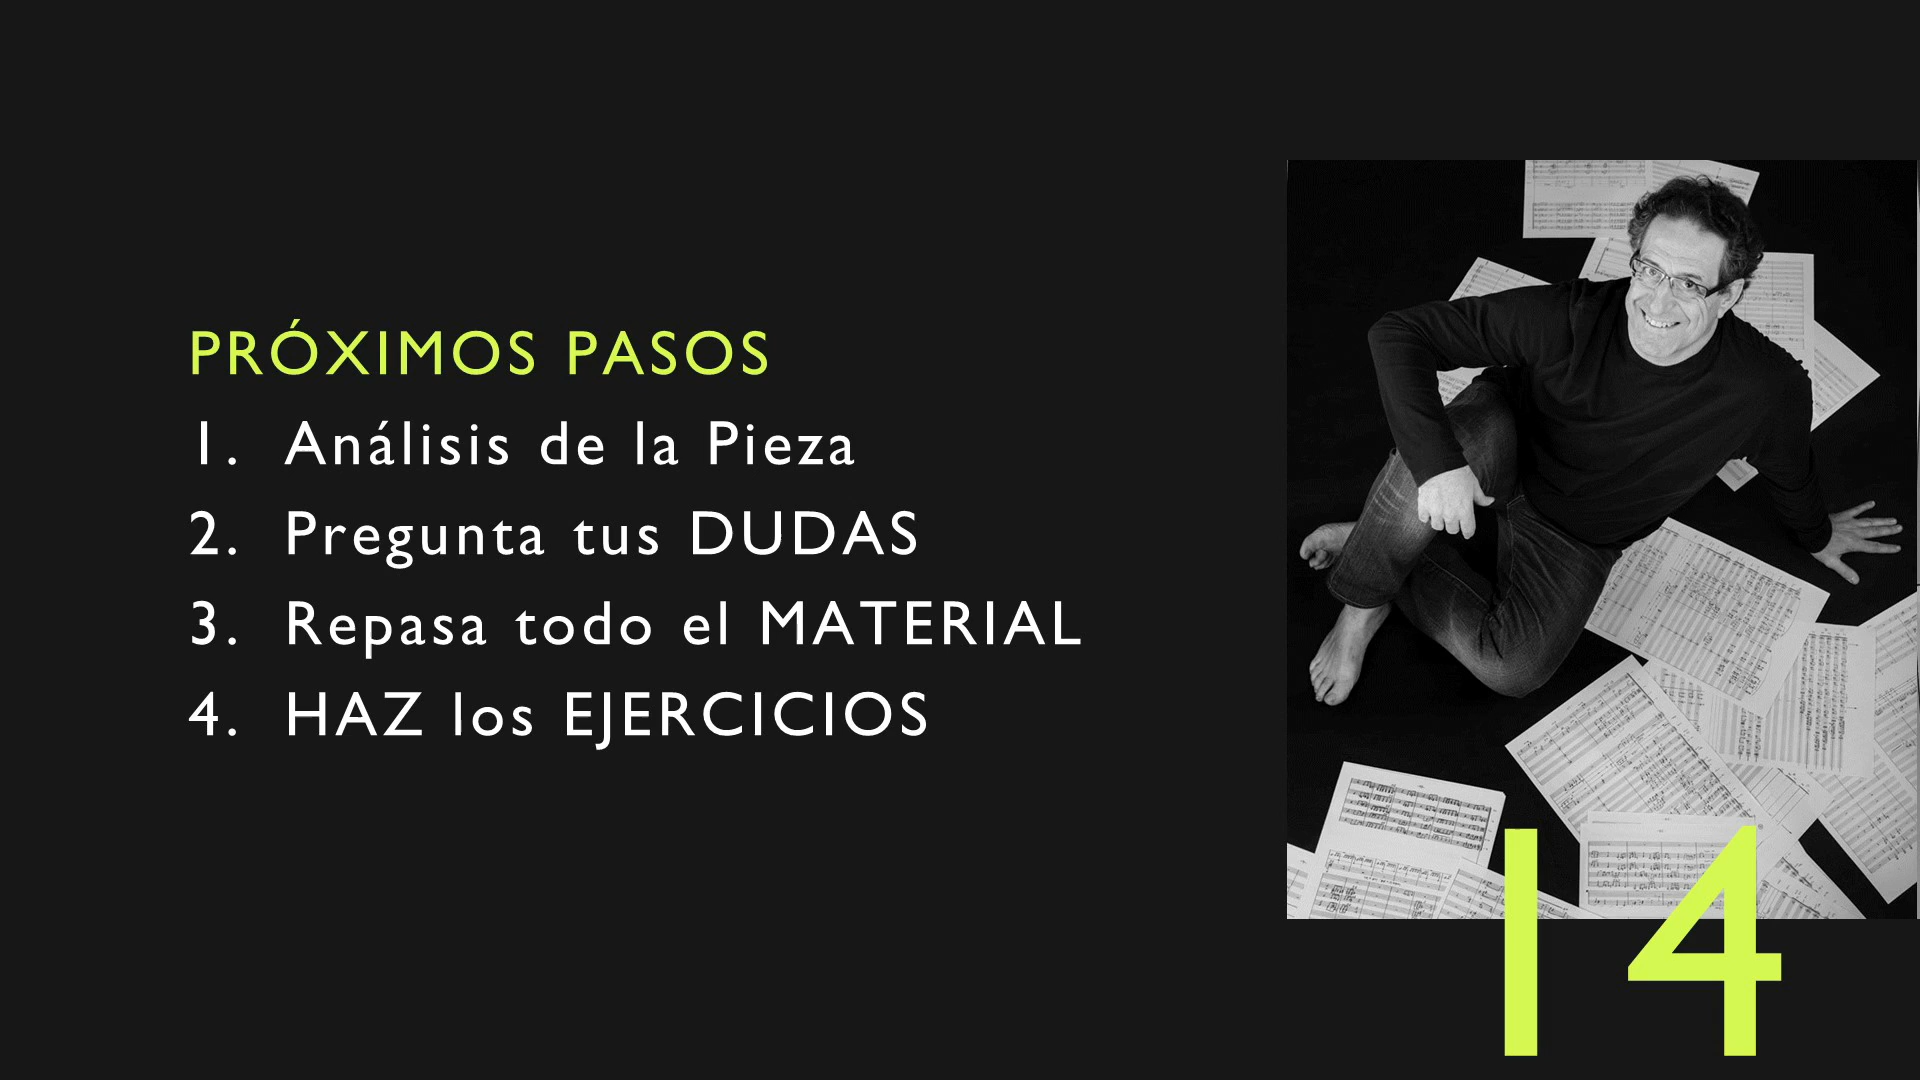 PRÓXIMOS PASOS
1. Análisis de la Pieza
2. Pregunta tus DUDAS
3. Repasa todo el MATERIAL
4. HAZ los EJERCICIOS
14